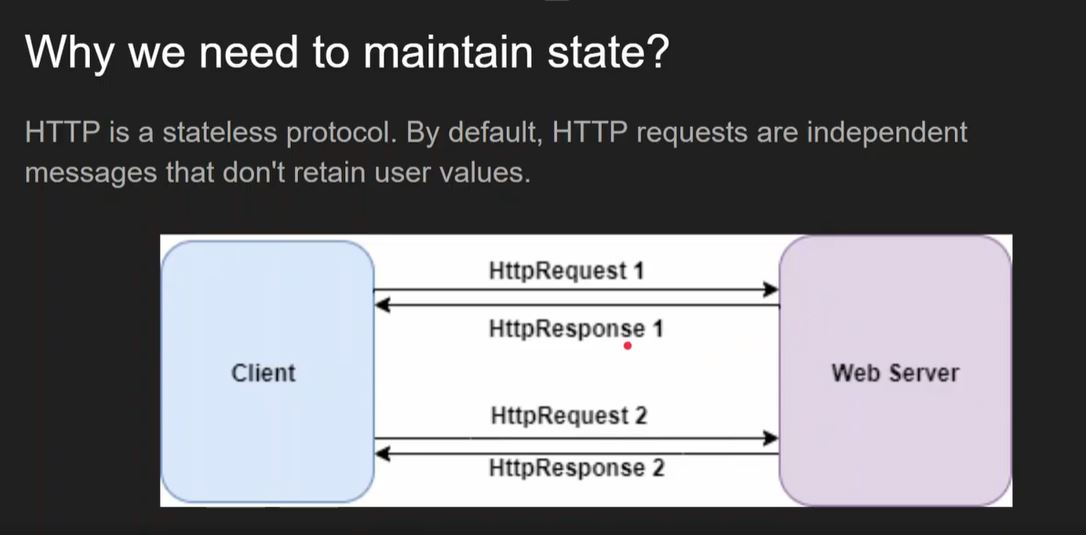 Why we need to maintain state?
HTTP is a stateless protocol. By default, HTTP requests are independent
messages that don't retain user values.
HttpRequest 1
HttpResponse 1
Client
Web Server
HttpRequest 2
HttpResponse 2